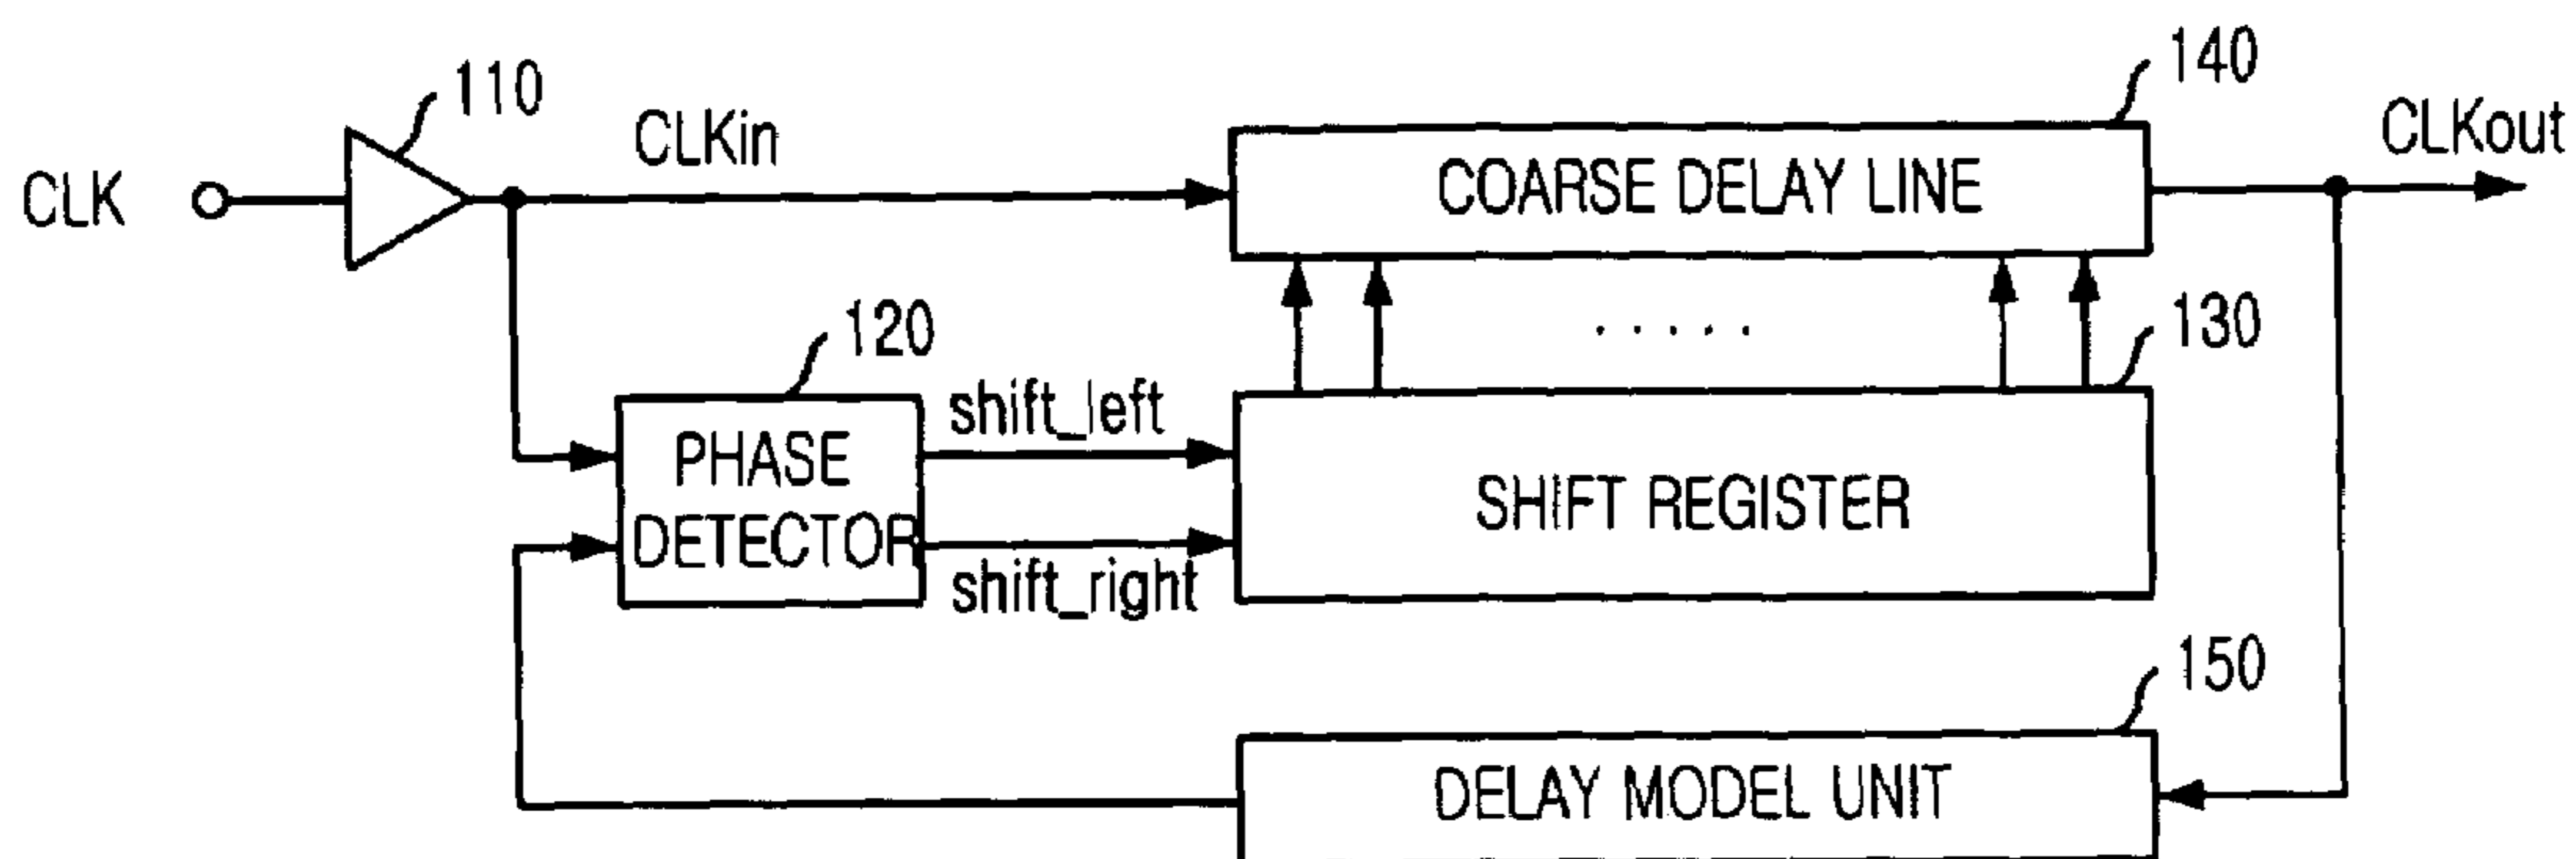 140
110
CLKin
CLKout
CLK
COARSE DELAY LINE
120
130
.....
shift_left
PHASE
DETECTOR
SHIFT REGISTER
shift_right
150
DELAY MODEL UNIT